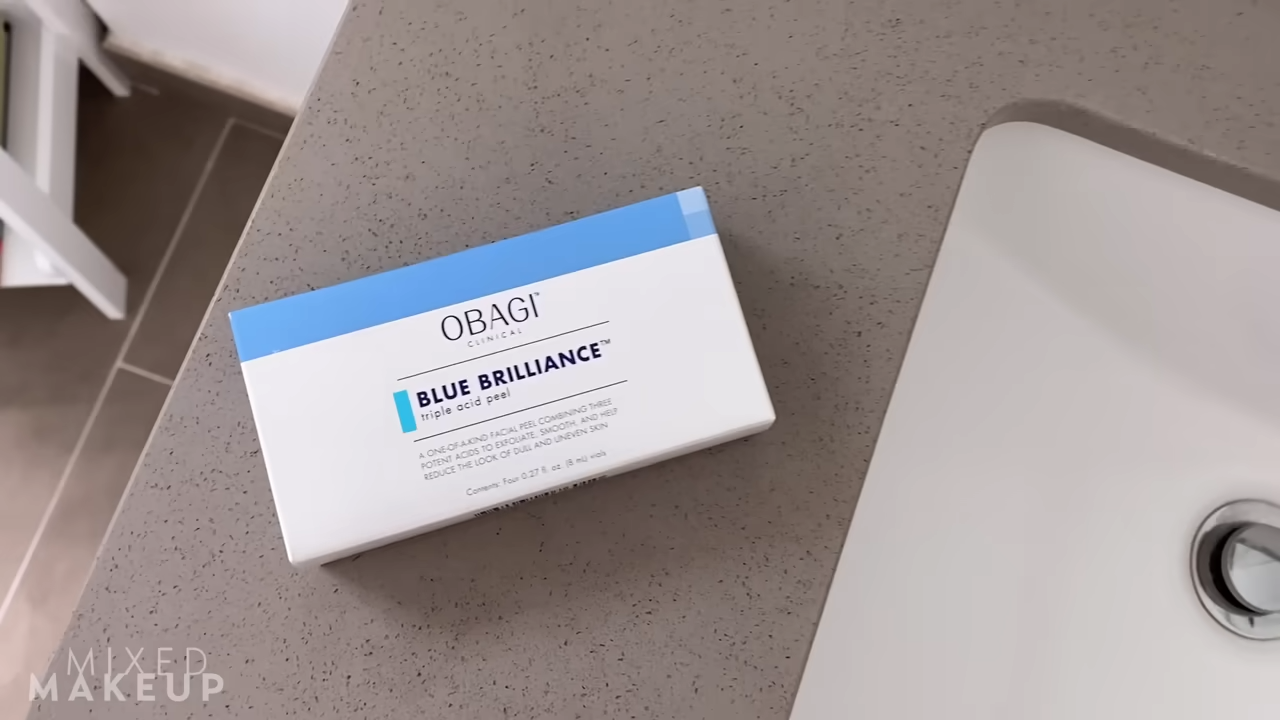 OBAGI™
CLINICAL
BLUE BRILLIANCE™
triple acid peel
A ONE-OF-A-KIND FACIAL PEEL COMBINING THREE
POTENT ACIDS TO EXFOLIATE, SMOOTH, AND HELP
REDUCE THE LOOK OF DULL AND UNEVEN SKIN
Contents: Four 0.27 fl. oz. (8 mL) vials
MIXED
MAKEUP